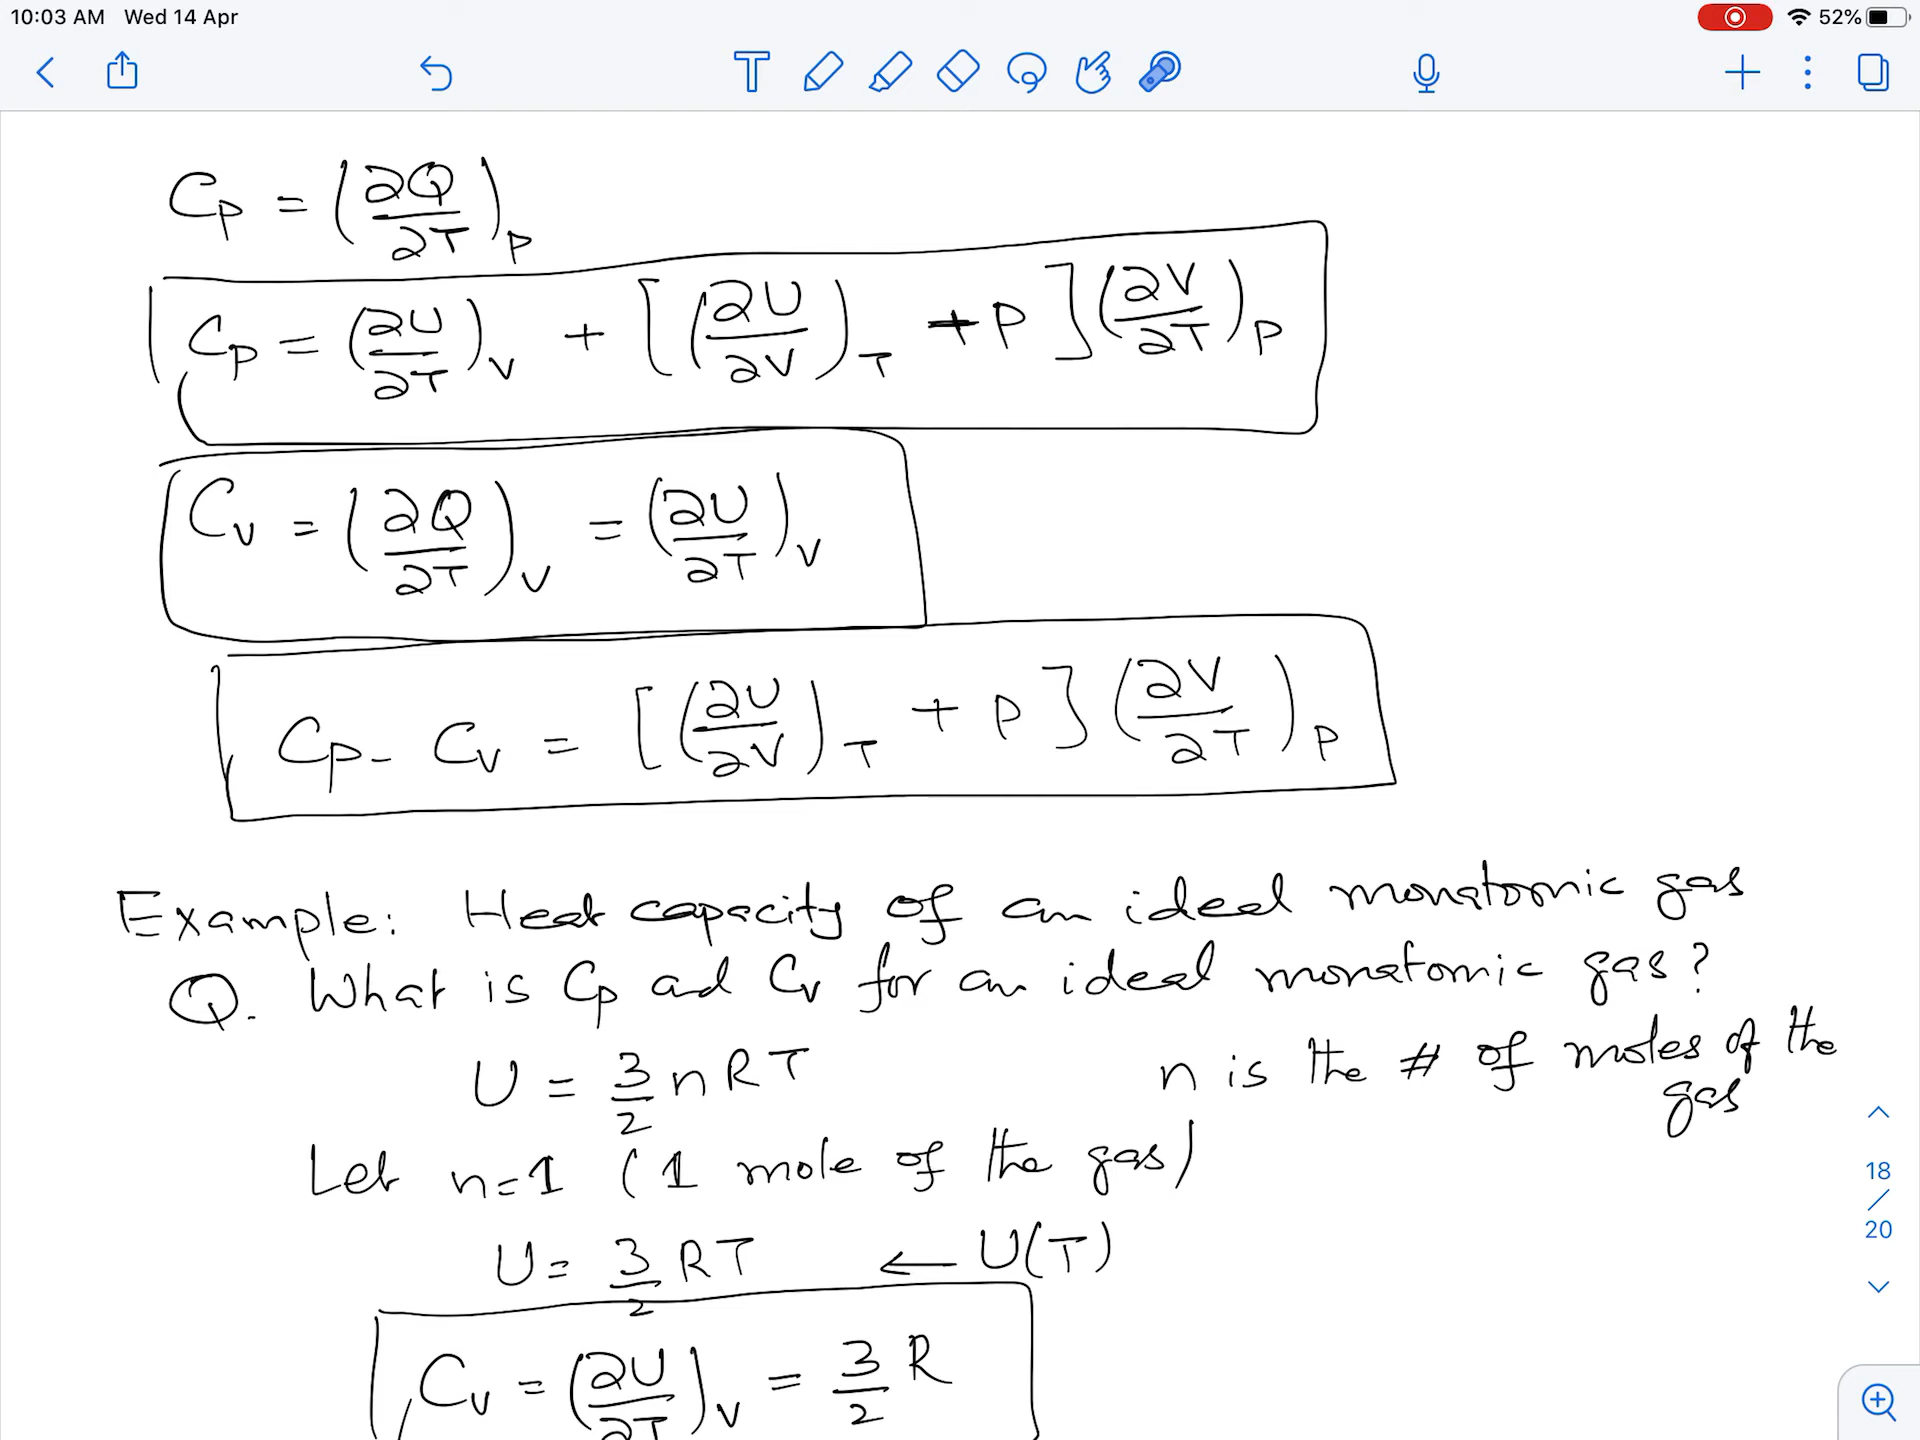 10:03 AM Wed 14 Apr 52%
Cp = (∂Q/∂T)p
Cp = (∂U/∂T)v + [(∂U/∂V)T + P](∂V/∂T)p
Cv = (∂Q/∂T)v = (∂U/∂T)v
Cp - Cv = [(∂U/∂V)T + P](∂V/∂T)p
Example: Heat capacity of an ideal monatomic gas
Q. What is Cp and Cv for an ideal monatomic gas?
U = 3/2 nRT n is the # of moles of the
gas
Let n=1 (1 mole of the gas)
U = 3/2 RT ← U(T)
Cv = (∂U/∂T)v = 3/2 R
18
/
20